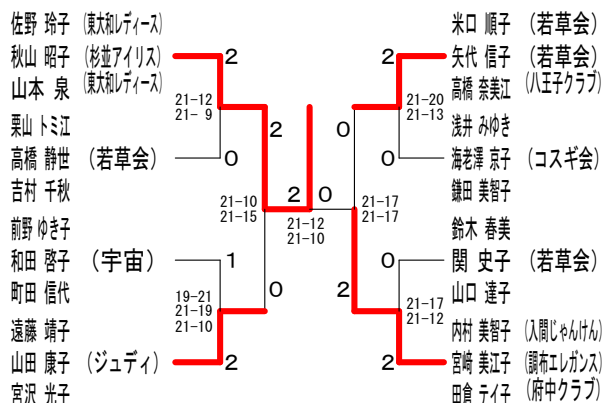 佐野 玲子 (東大和レディース)
秋山 昭子 (杉並アイリス)
山本 泉 (東大和レディース)
栗山 トミ江
高橋 静世 (若草会)
吉村 千秋
前野 ゆき子
和田 啓子 (宇宙)
町田 信代
遠藤 靖子
山田 康子 (ジュディ)
宮沢 光子
2
21-12
21- 9
0
2
21-10
21-15
1
19-21
21-19
21-10
0
2
2 0
21-12
21-10
米口 順子 (若草会)
矢代 信子 (若草会)
高橋 奈美江 (八王子クラブ)
浅井 みゆき
海老澤 京子 (コスギ会)
鎌田 美智子
鈴木 春美
関 史子 (若草会)
山口 達子
内村 美智子 (入間じゃんけん)
宮崎 美江子 (調布エレガンス)
田倉 テイ子 (府中クラブ)
2
21-20
21-13
0
0
21-17
21-17
0
2
21-17
21-12
2